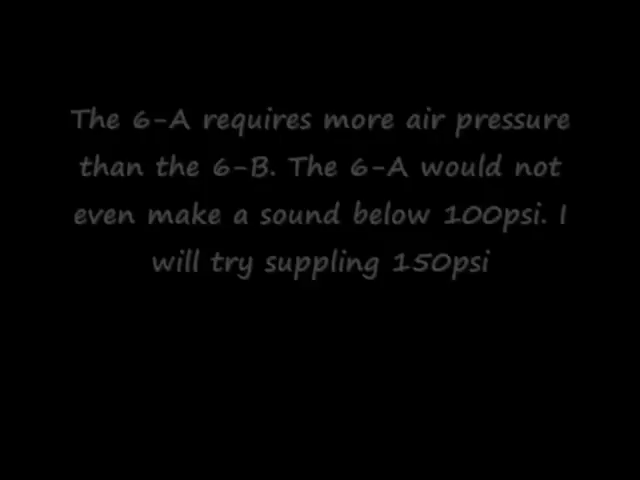 The 6-A requires more air pressure
than the 6-B. The 6-A would not
even make a sound below 100psi. I
will try suppling 150psi